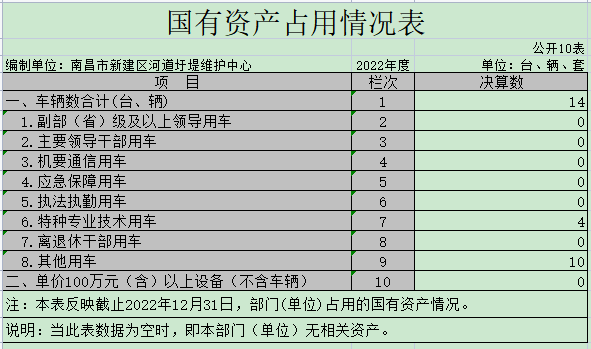 国有资产占用情况表
公开10表
编制单位：南昌市新建区河道圩堤维护中心 2022年度 单位：台、辆、套
项 目 栏次 决算数
一、车辆数合计(台、辆) 1 14
1.副部（省）级及以上领导用车 2 0
2.主要领导干部用车 3 0
3.机要通信用车 4 0
4.应急保障用车 5 0
5.执法执勤用车 6 0
6.特种专业技术用车 7 4
7.离退休干部用车 8 0
8.其他用车 9 10
二、单价100万元（含）以上设备（不含车辆） 10 0
注：本表反映截止2022年12月31日，部门(单位)占用的国有资产情况。
说明：当此表数据为空时，即本部门（单位）无相关资产。